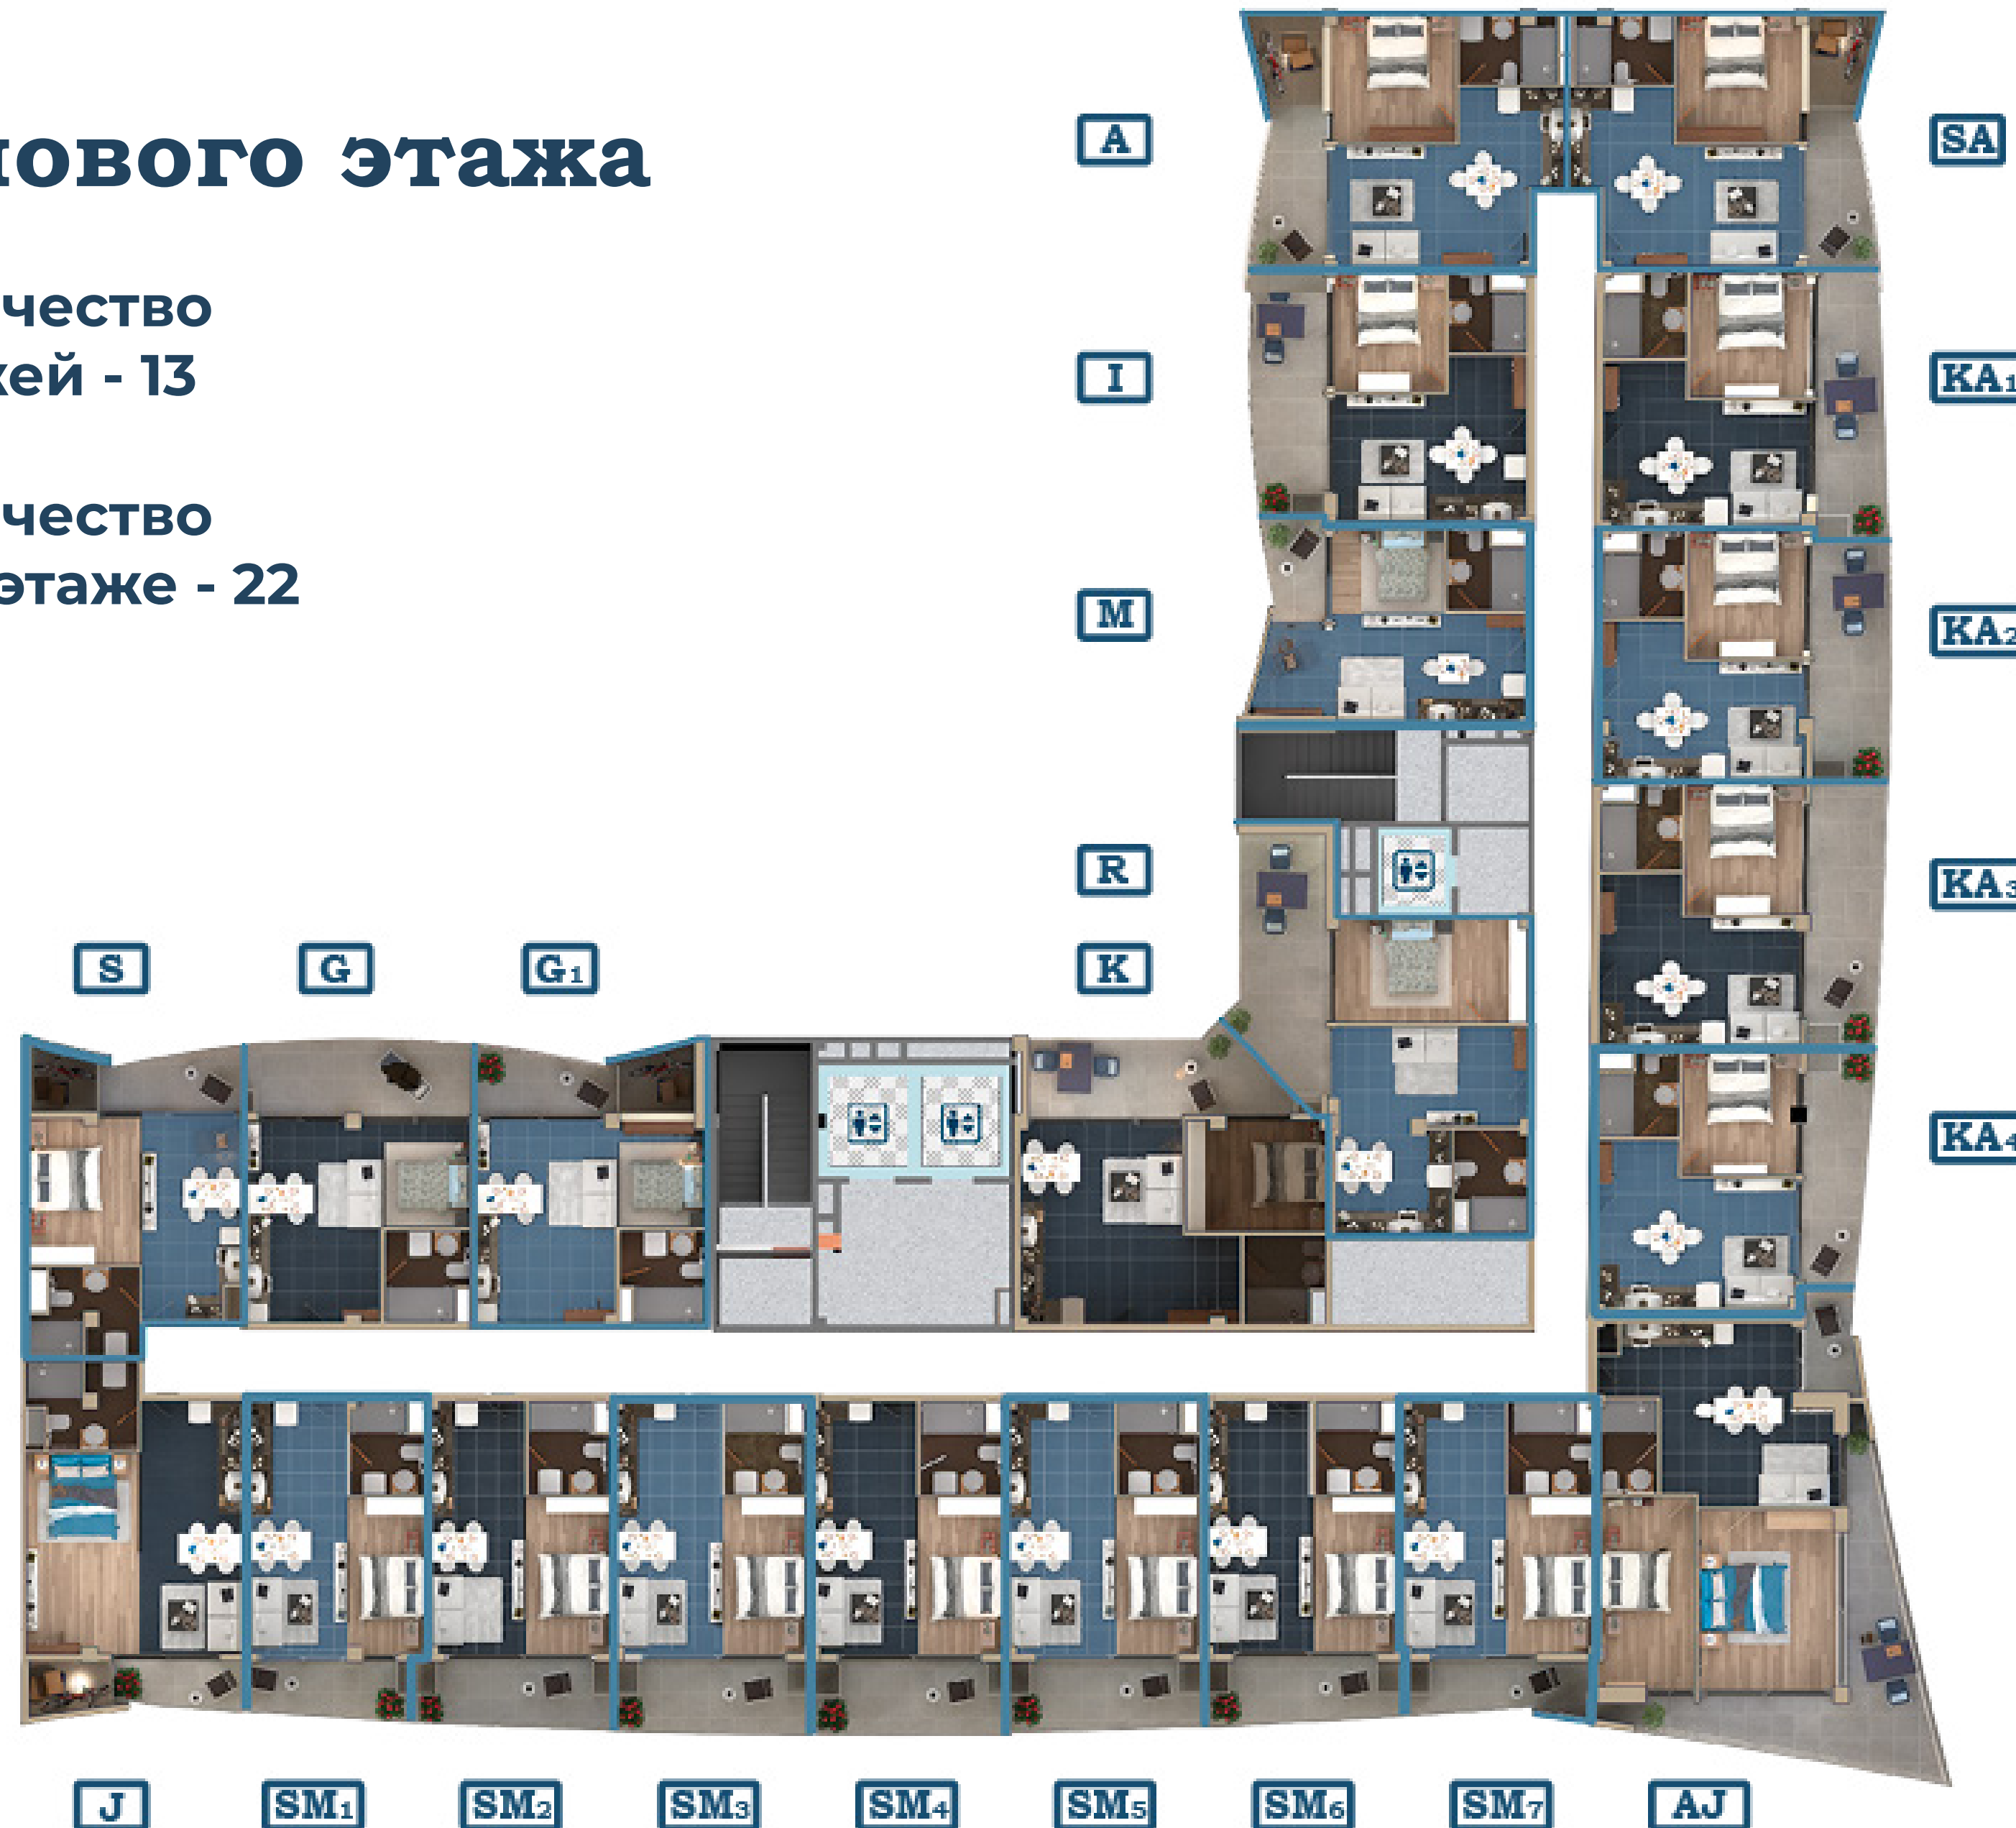 лового этажа
чество
кей - 13
чество
этаже - 22
A
SA
I
KA1
M
KA2
R
KA3
S
G
G1
K
KA4
J
SM1
SM2
SM3
SM4
SM5
SM6
SM7
AJ